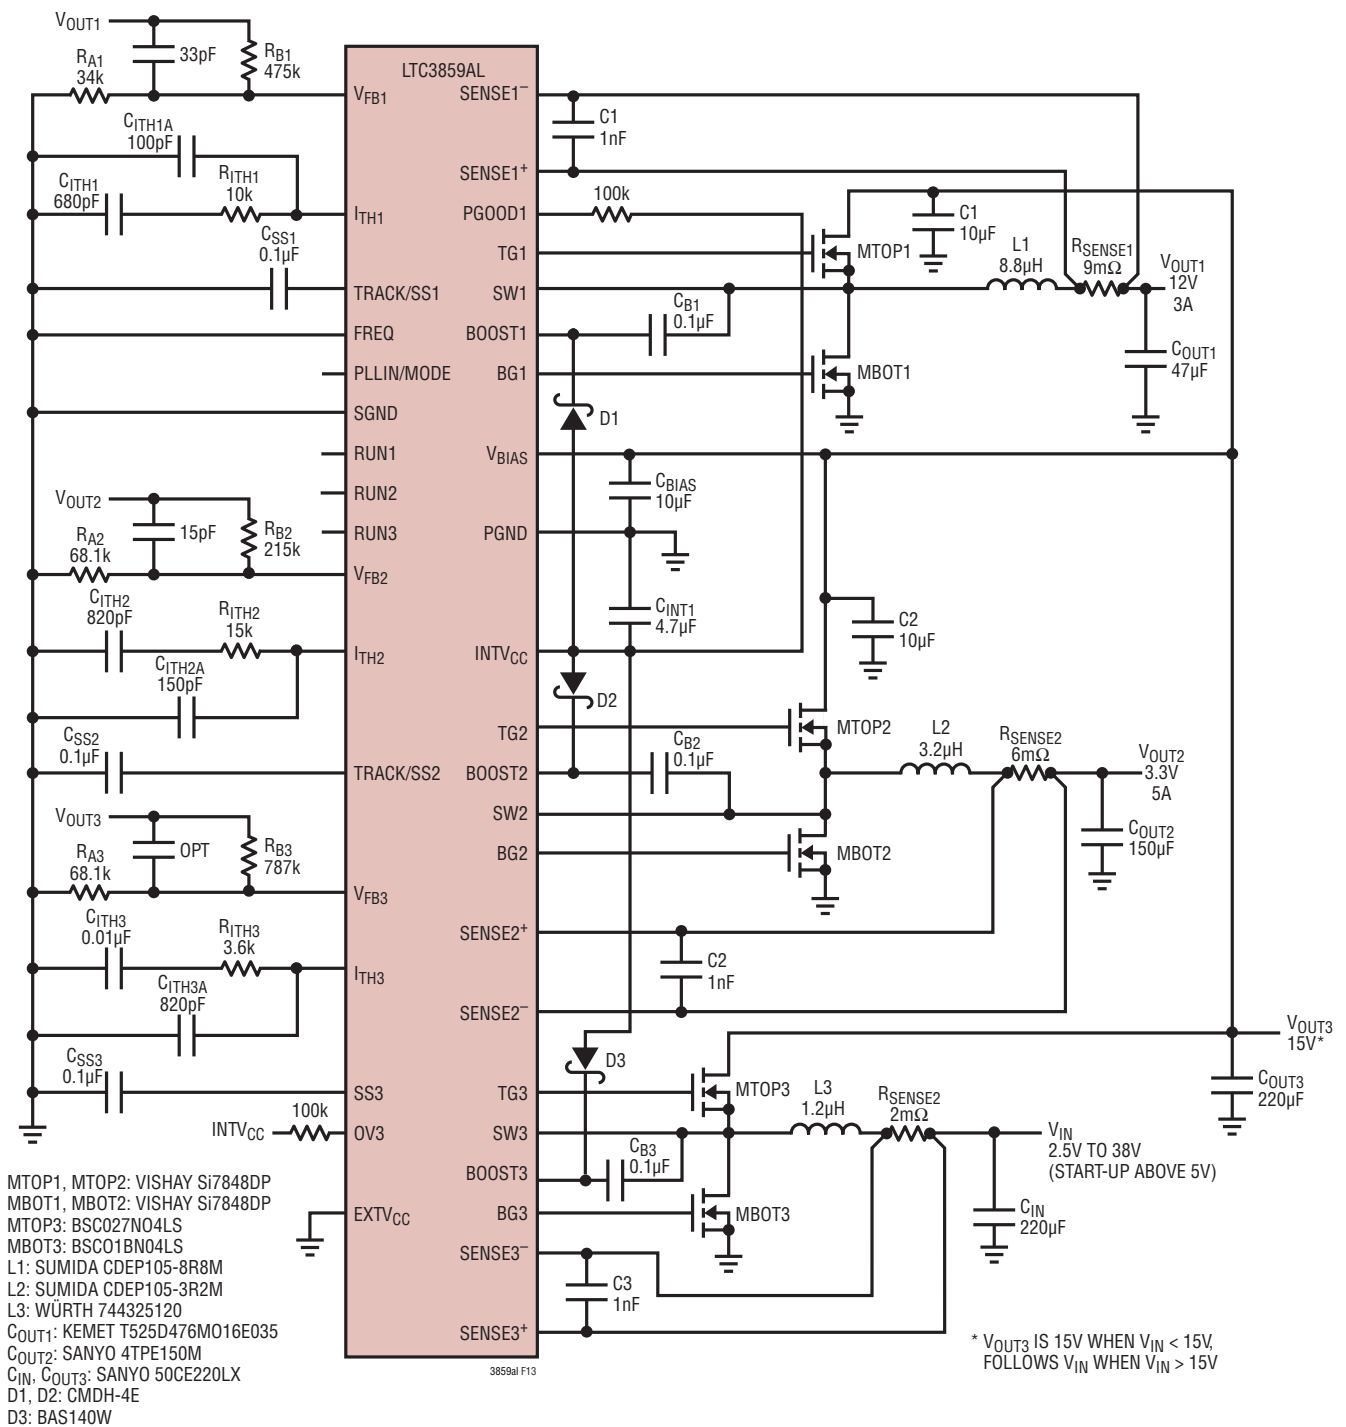 VOUT1
33pF
RB1
475k
RA1
34k
CITH1A
100pF
CITH1
680pF
RITH1
10k
CSS1
0.1µF
VOUT2
15pF
RB2
215k
RA2
68.1k
CITH2
820pF
RITH2
15k
CITH2A
150pF
CSS2
0.1µF
VOUT3
OPT
RB3
787k
RA3
68.1k
CITH3
0.01µF
RITH3
3.6k
CITH3A
820pF
CSS3
0.1µF
100k
INTVCC
LTC3859AL
VFB1
ITH1
TRACK/SS1
FREQ
PLLIN/MODE
SGND
RUN1
RUN2
RUN3
VFB2
ITH2
TRACK/SS2
VFB3
ITH3
SS3
OV3
EXTVCC
SENSE1–
SENSE1+
PGOOD1
TG1
SW1
BOOST1
BG1
VBIAS
PGND
INTVCC
TG2
BOOST2
SW2
BG2
SENSE2+
SENSE2–
TG3
SW3
BOOST3
BG3
SENSE3–
SENSE3+
C1
1nF
100k
MTOP1
C1
10µF
L1
8.8µH
RSENSE1
9mΩ
VOUT1
12V
3A
CB1
0.1µF
MBOT1
COUT1
47µF
D1
CBIAS
10µF
CINT1
4.7µF
C2
10µF
D2
MTOP2
L2
3.2µH
RSENSE2
6mΩ
VOUT2
3.3V
5A
CB2
0.1µF
MBOT2
COUT2
150µF
C2
1nF
VOUT3
15V*
D3
MTOP3
L3
1.2µH
RSENSE2
2mΩ
COUT3
220µF
CB3
0.1µF
VIN
2.5V TO 38V
(START-UP ABOVE 5V)
MBOT3
CIN
220µF
C3
1nF
MTOP1, MTOP2: VISHAY Si7848DP
MBOT1, MBOT2: VISHAY Si7848DP
MTOP3: BSC027NO4LS
MBOT3: BSCO1BN04LS
L1: SUMIDA CDEP105-8R8M
L2: SUMIDA CDEP105-3R2M
L3: WÜRTH 744325120
COUT1: KEMET T525D476MO16E035
COUT2: SANYO 4TPE150M
CIN, COUT3: SANYO 50CE220LX
D1, D2: CMDH-4E
D3: BAS140W
3859al F13
* VOUT3 IS 15V WHEN VIN < 15V,
FOLLOWS VIN WHEN VIN > 15V